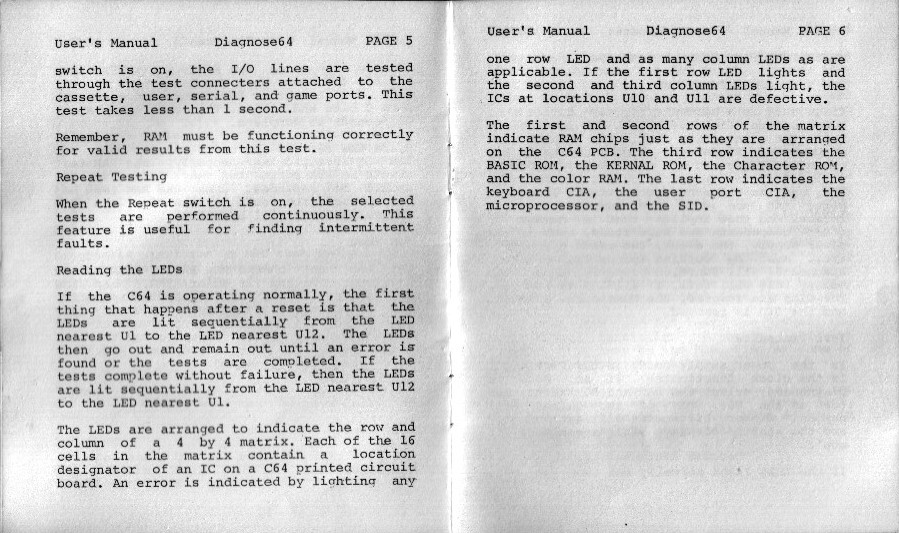 User's Manual Diagnose64 PAGE 5
switch is on, the I/O lines are tested
through the test connecters attached to the
cassette, user, serial, and game ports. This
test takes less than 1 second.
Remember, RAM must be functioning correctly
for valid results from this test.
Repeat Testing
When the Repeat switch is on, the selected
tests are performed continuously. This
feature is useful for finding intermittent
faults.
Reading the LEDs
If the C64 is operating normally, the first
thing that happens after a reset is that the
LEDs are lit sequentially from the LED
nearest U1 to the LED nearest U12. The LEDs
then go out and remain out until an error is
found or the tests are completed. If the
tests complete without failure, then the LEDs
are lit sequentially from the LED nearest U12
to the LED nearest U1.
The LEDs are arranged to indicate the row and
column of a 4 by 4 matrix. Each of the 16
cells in the matrix contain a location
designator of an IC on a C64 printed circuit
board. An error is indicated by lighting any
User's Manual Diagnose64 PAGE 6
one row LED and as many column LEDs as are
applicable. If the first row LED lights and
the second and third column LEDs light, the
ICs at locations U10 and U11 are defective.
The first and second rows of the matrix
indicate RAM chips just as they are arranged
on the C64 PCB. The third row indicates the
BASIC ROM, the KERNAL ROM, the Character ROM,
and the color RAM. The last row indicates the
keyboard CIA, the user port CIA, the
microprocessor, and the SID.